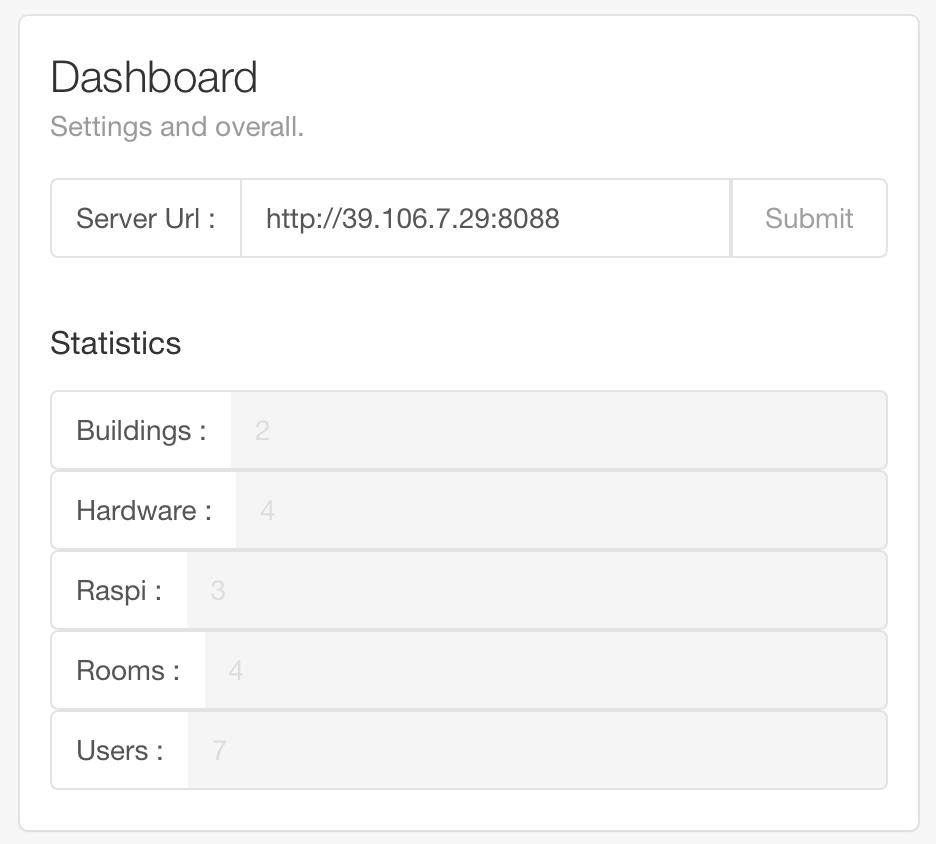 Dashboard
Settings and overall.
Server Url : http://39.106.7.29:8088 Submit
Statistics
Buildings : 2
Hardware : 4
Raspi : 3
Rooms : 4
Users : 7